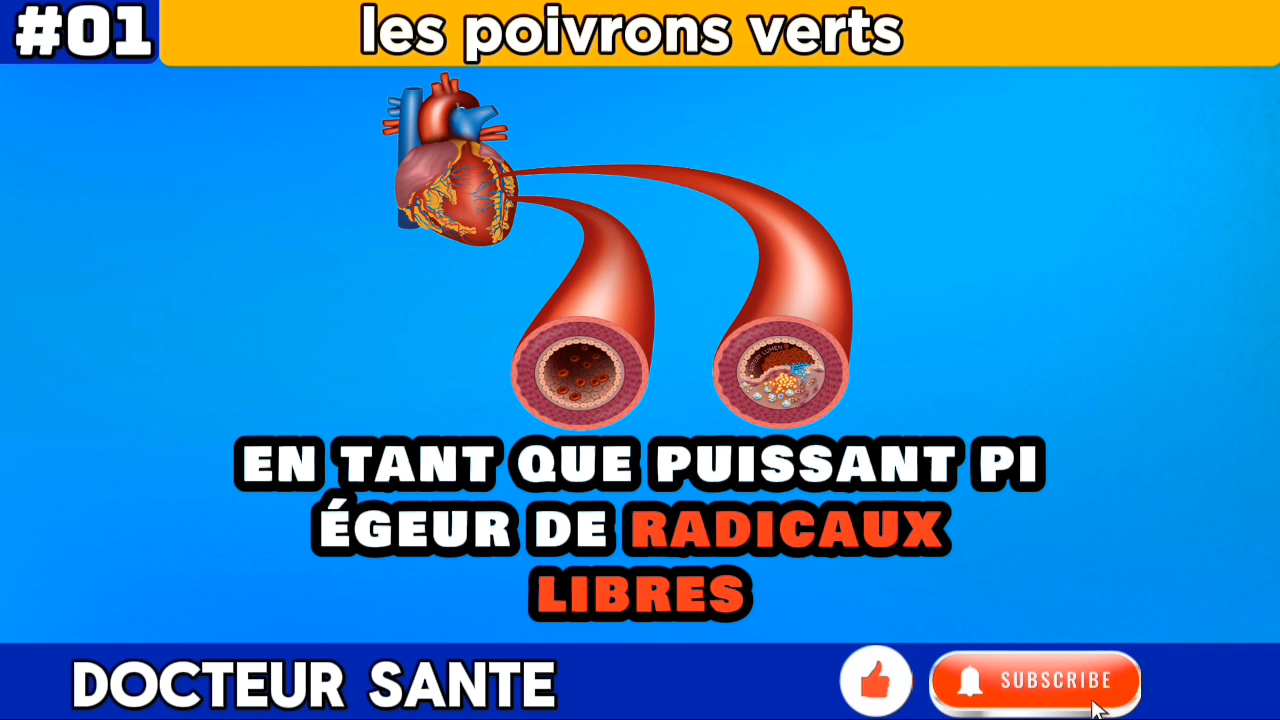 #01
les poivrons verts
EN TANT QUE PUISSANT PI
ÉGEUR DE RADICAUX
LIBRES
DOCTEUR SANTE
SUBSCRIBE